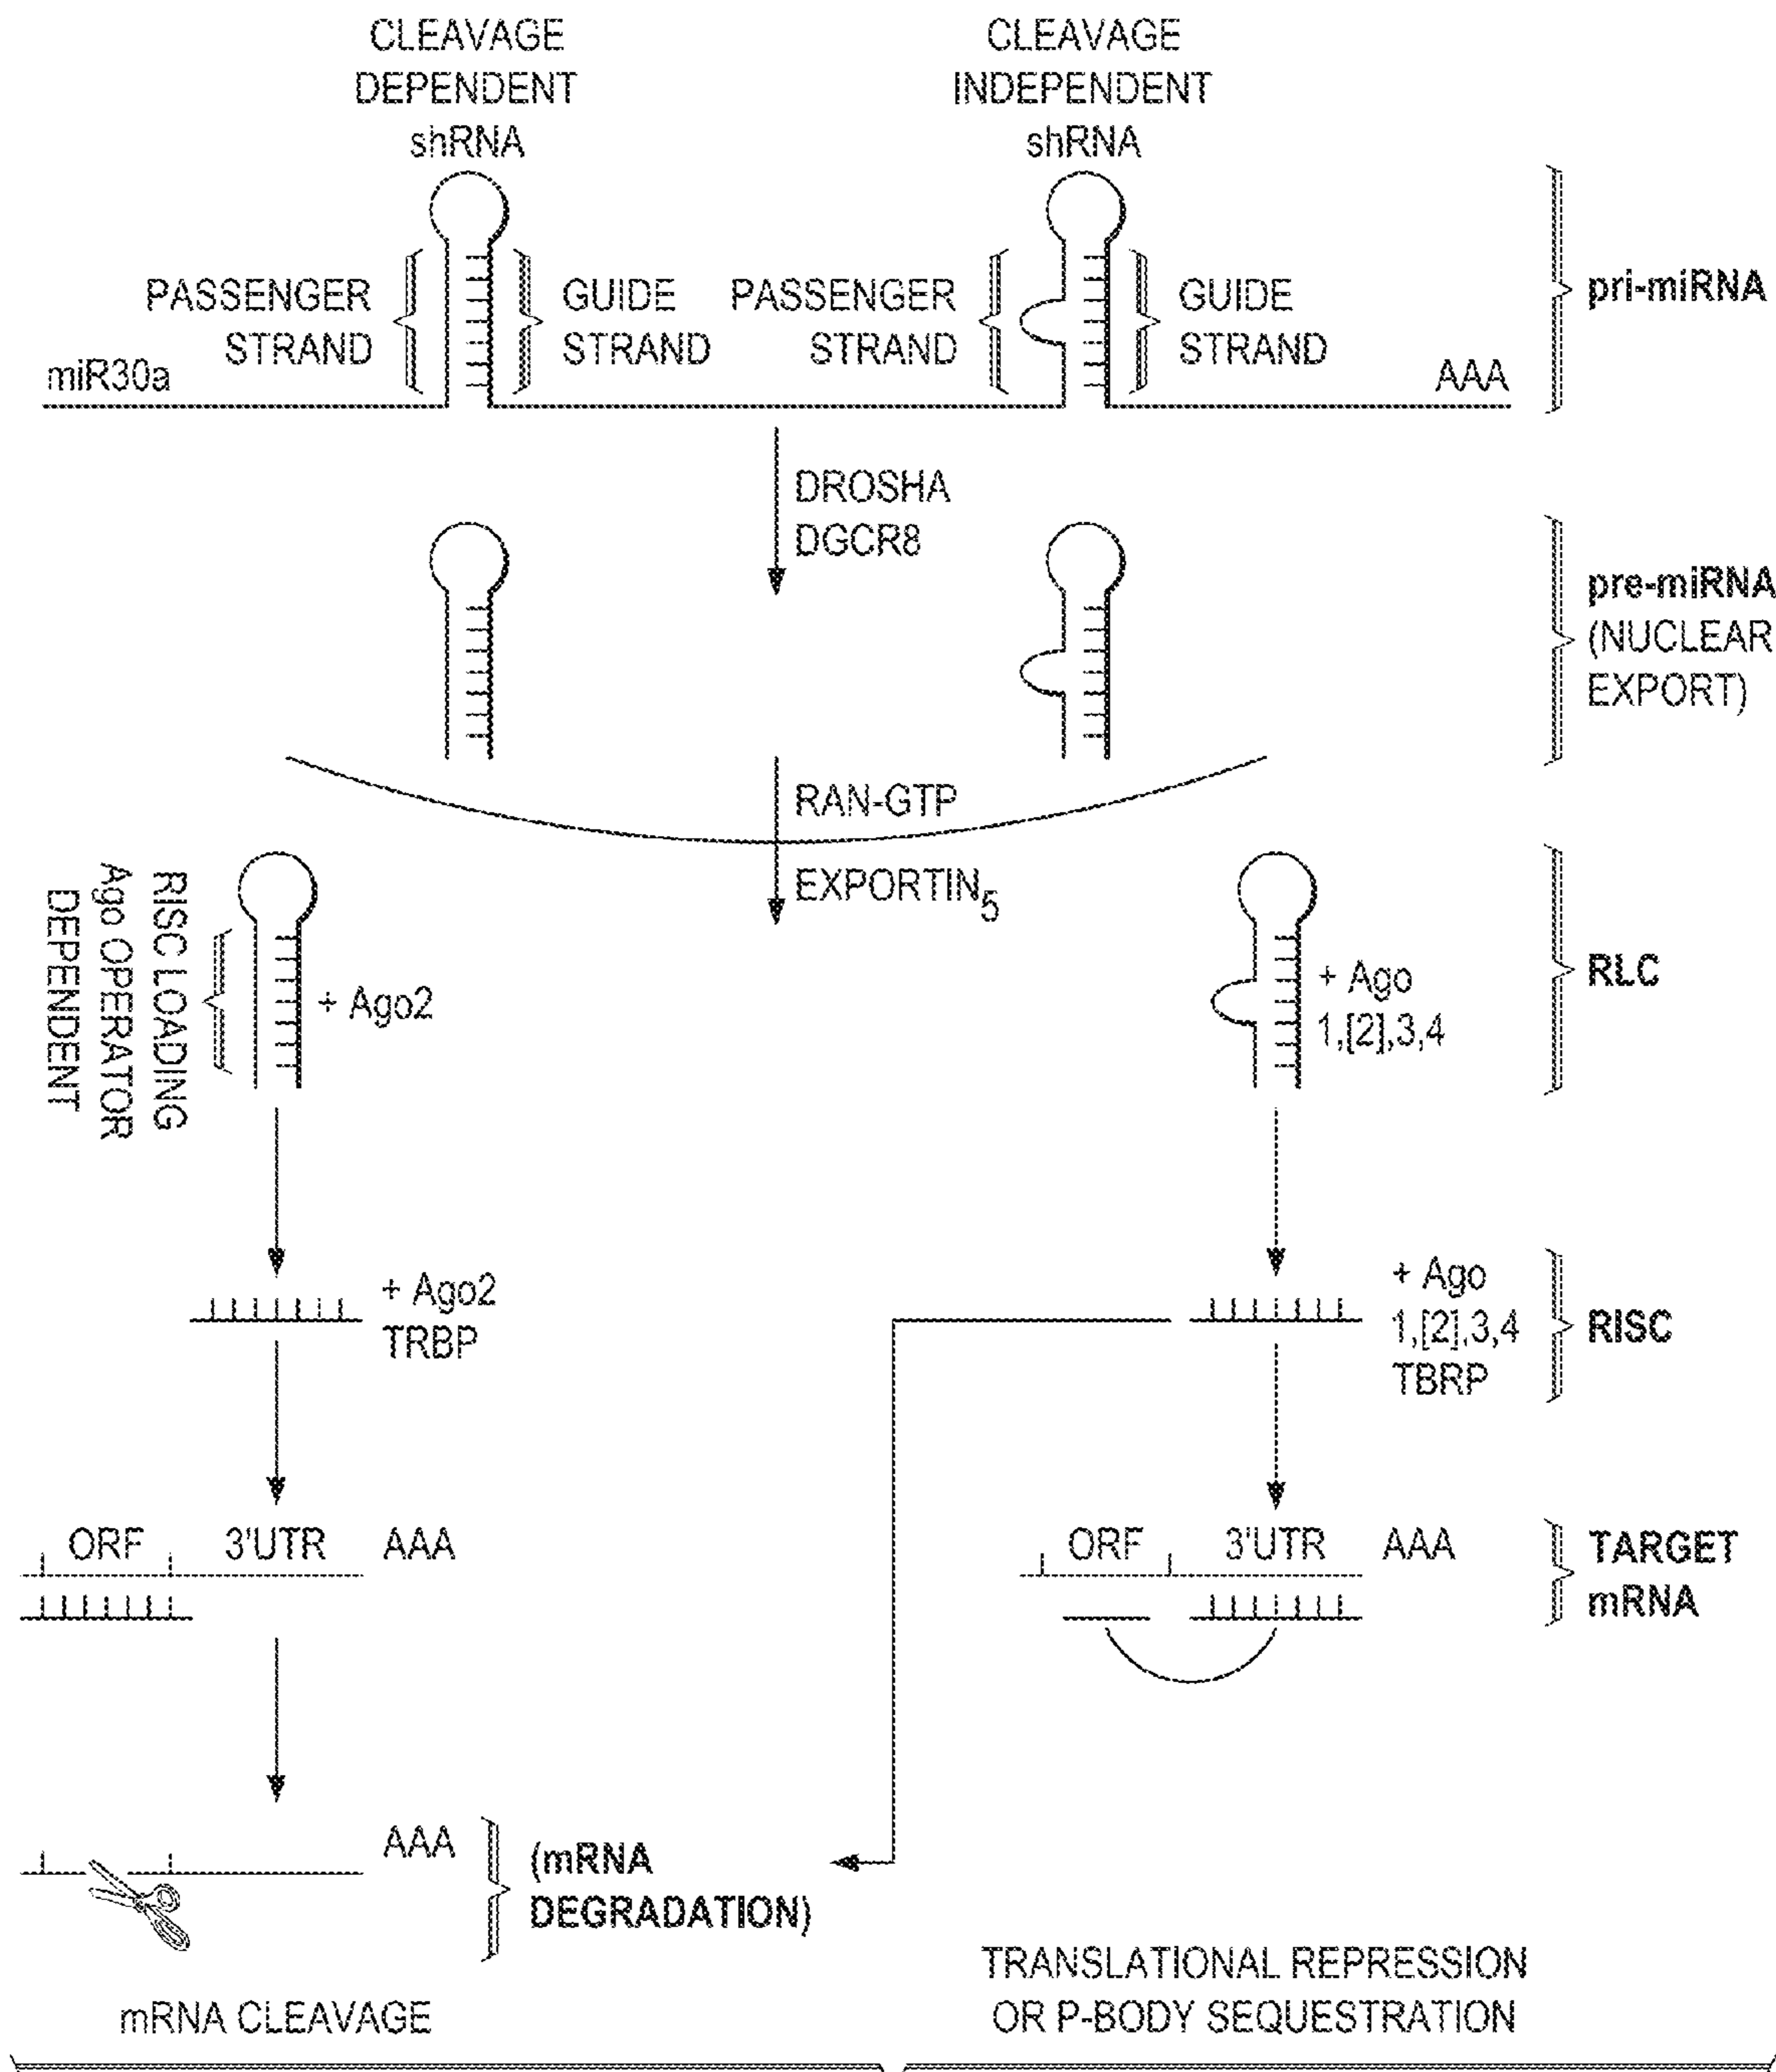 CLEAVAGE
DEPENDENT
shRNA
CLEAVAGE
INDEPENDENT
shRNA
PASSENGER
STRAND
GUIDE
STRAND
PASSENGER
STRAND
GUIDE
STRAND
miR30a
AAA
pri-miRNA
DROSHA
DGCR8
pre-miRNA
(NUCLEAR
EXPORT)
RAN-GTP
EXPORTIN5
RISC LOADING
Ago OPERATOR
DEPENDENT
+ Ago2
+ Ago
1,[2],3,4
RLC
+ Ago2
TRBP
+ Ago
1,[2],3,4
TBRP
RISC
ORF 3'UTR AAA
ORF 3'UTR AAA
TARGET
mRNA
AAA
(mRNA
DEGRADATION)
mRNA CLEAVAGE
TRANSLATIONAL REPRESSION
OR P-BODY SEQUESTRATION